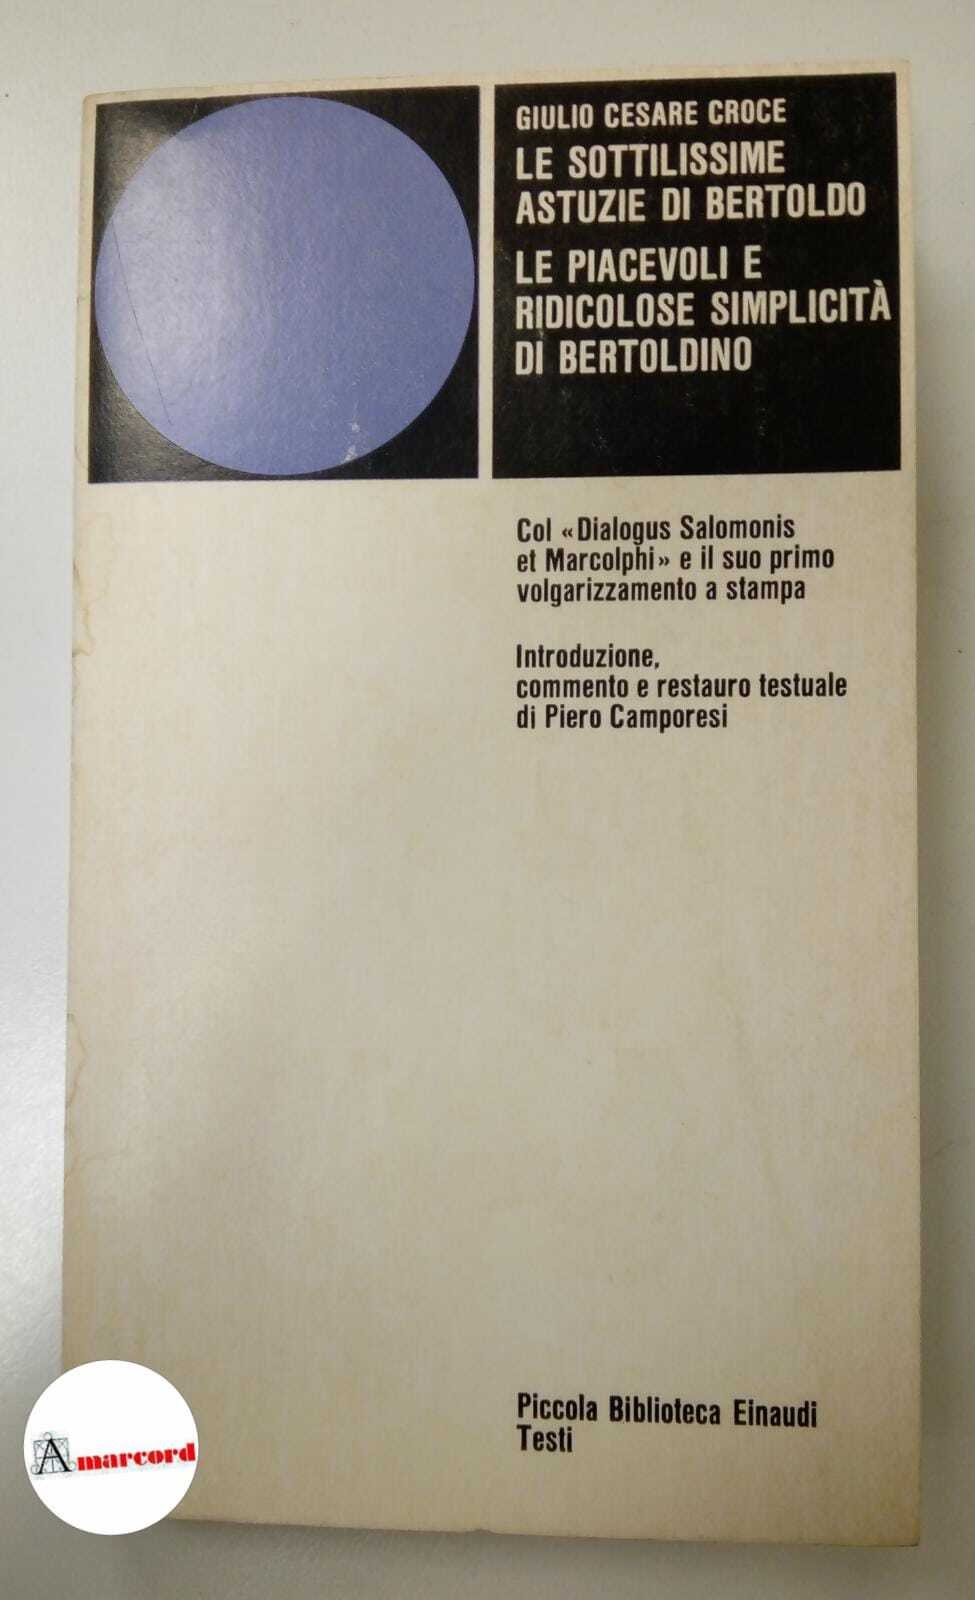 GIULIO CESARE CROCE
LE SOTTILISSIME
ASTUZIE DI BERTOLDO
LE PIACEVOLI E
RIDICOLOSE SIMPLICITÀ
DI BERTOLDINO
Col «Dialogus Salomonis
et Marcolphi» e il suo primo
volgarizzamento a stampa
Introduzione,
commento e restauro testuale
di Piero Camporesi
Piccola Biblioteca Einaudi
Testi
Amarcord